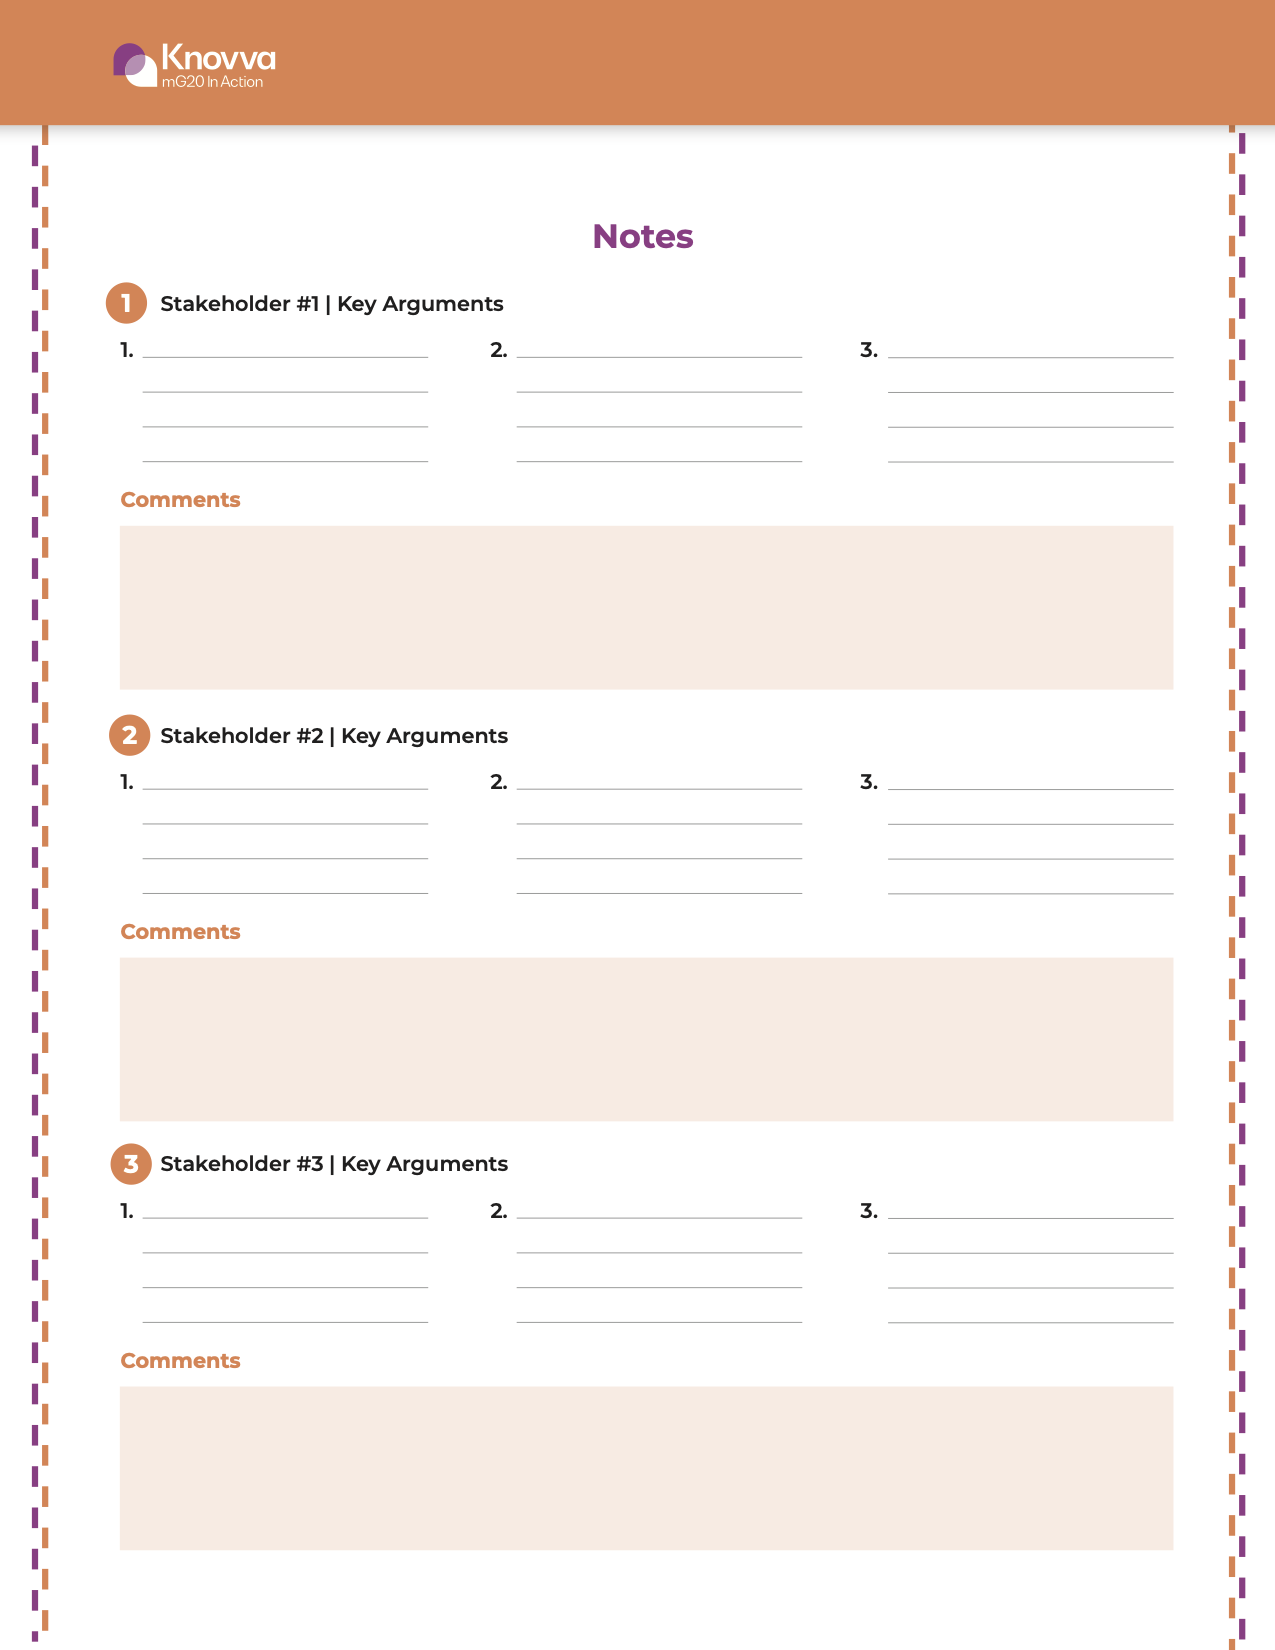 Knovva
mG20 In Action
Notes
1 Stakeholder #1 | Key Arguments
1. 2. 3.
Comments
2 Stakeholder #2 | Key Arguments
1. 2. 3.
Comments
3 Stakeholder #3 | Key Arguments
1. 2. 3.
Comments